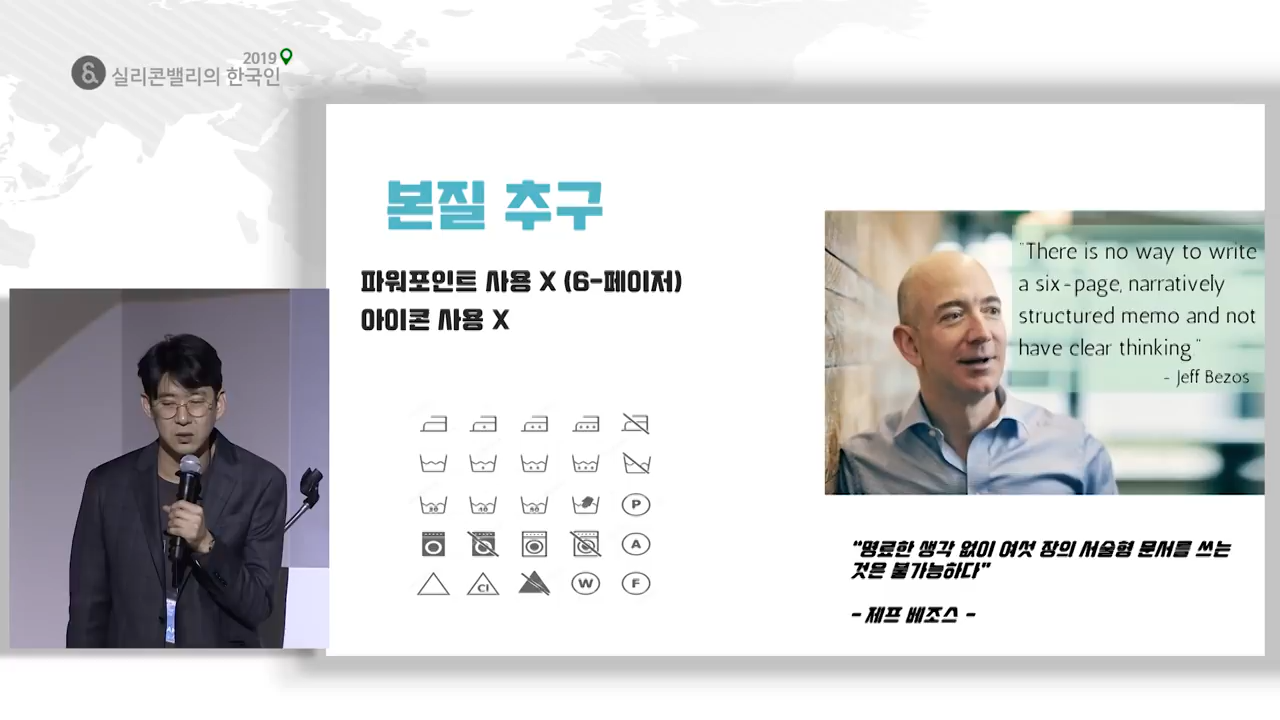 2019
& 실리콘밸리의 한국인
본질 추구
파워포인트 사용 X (6-페이저)
아이콘 사용 X
30 40 50 P
A
Cl W F
"There is no way to write
a six-page, narratively
structured memo and not
have clear thinking"
- Jeff Bezos
“명료한 생각 없이 여섯 장의 서술형 문서를 쓰는
것은 불가능하다”
- 제프 베조스 -